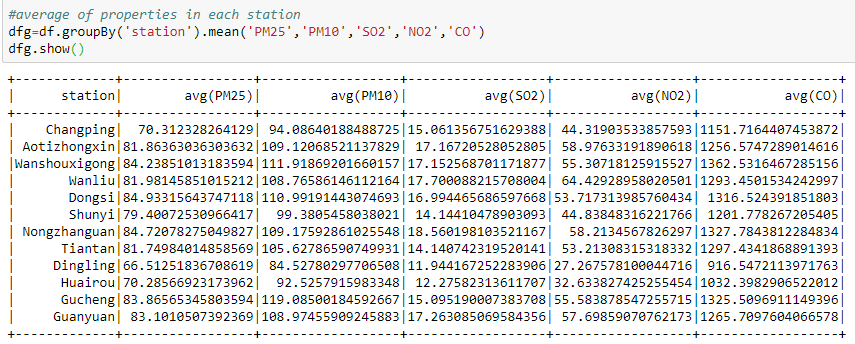 #average of properties in each station
dfg=df.groupBy('station').mean('PM25','PM10','SO2','NO2','CO')
dfg.show()
+-------------+-----------------+------------------+------------------+------------------+------------------+
|      station|        avg(PM25)|         avg(PM10)|          avg(SO2)|          avg(NO2)|           avg(CO)|
+-------------+-----------------+------------------+------------------+------------------+------------------+
|    Changping|  70.312328264129| 94.08640188488725|15.061356751629388| 44.31903533857593|1151.7164407453872|
| Aotizhongxin|81.86363036303632|109.12068521137829| 17.16720528052805| 58.97633191890618|1256.5747289014616|
|Wanshouxigong|84.23851013183594|111.91869201660157|17.152568701171877| 55.30718125915527|1362.5316467285156|
|       Wanliu|81.98145851015212|108.76586146112164|17.700088215708004| 64.42928958020501|1293.4501534242997|
|       Dongsi|84.93315643747118|110.99191443074693|16.994465686597668|53.717313985760434| 1316.524391851803|
|       Shunyi|79.40072530966417|  99.3805458038021| 14.14410478903093| 44.83848316221766| 1201.778267205405|
| Nongzhanguan|84.72078275049827|109.17592861025548|18.560198103521167|  58.2134567826297|1327.7843812284834|
|      Tiantan|81.74984014858569|105.62786590749931|14.140742319520141| 53.21308315318332|1297.4341868891393|
|     Dingling|66.51251836708619| 84.52780297706508|11.944167252283906|27.267578100044716| 916.5472113971763|
|      Huairou|70.28566923173962|  92.5257915983348| 12.27582313611707|32.633827425255454|1032.3982906522012|
|      Gucheng|83.86565345803594|119.08500184592667|15.095190007383708|55.583878547255715|1325.5096911149396|
|     Guanyuan| 83.1010507392369|108.97455909245883|17.263085069584356| 57.69859070762173|1265.7097604066578|
+-------------+-----------------+------------------+------------------+------------------+------------------+